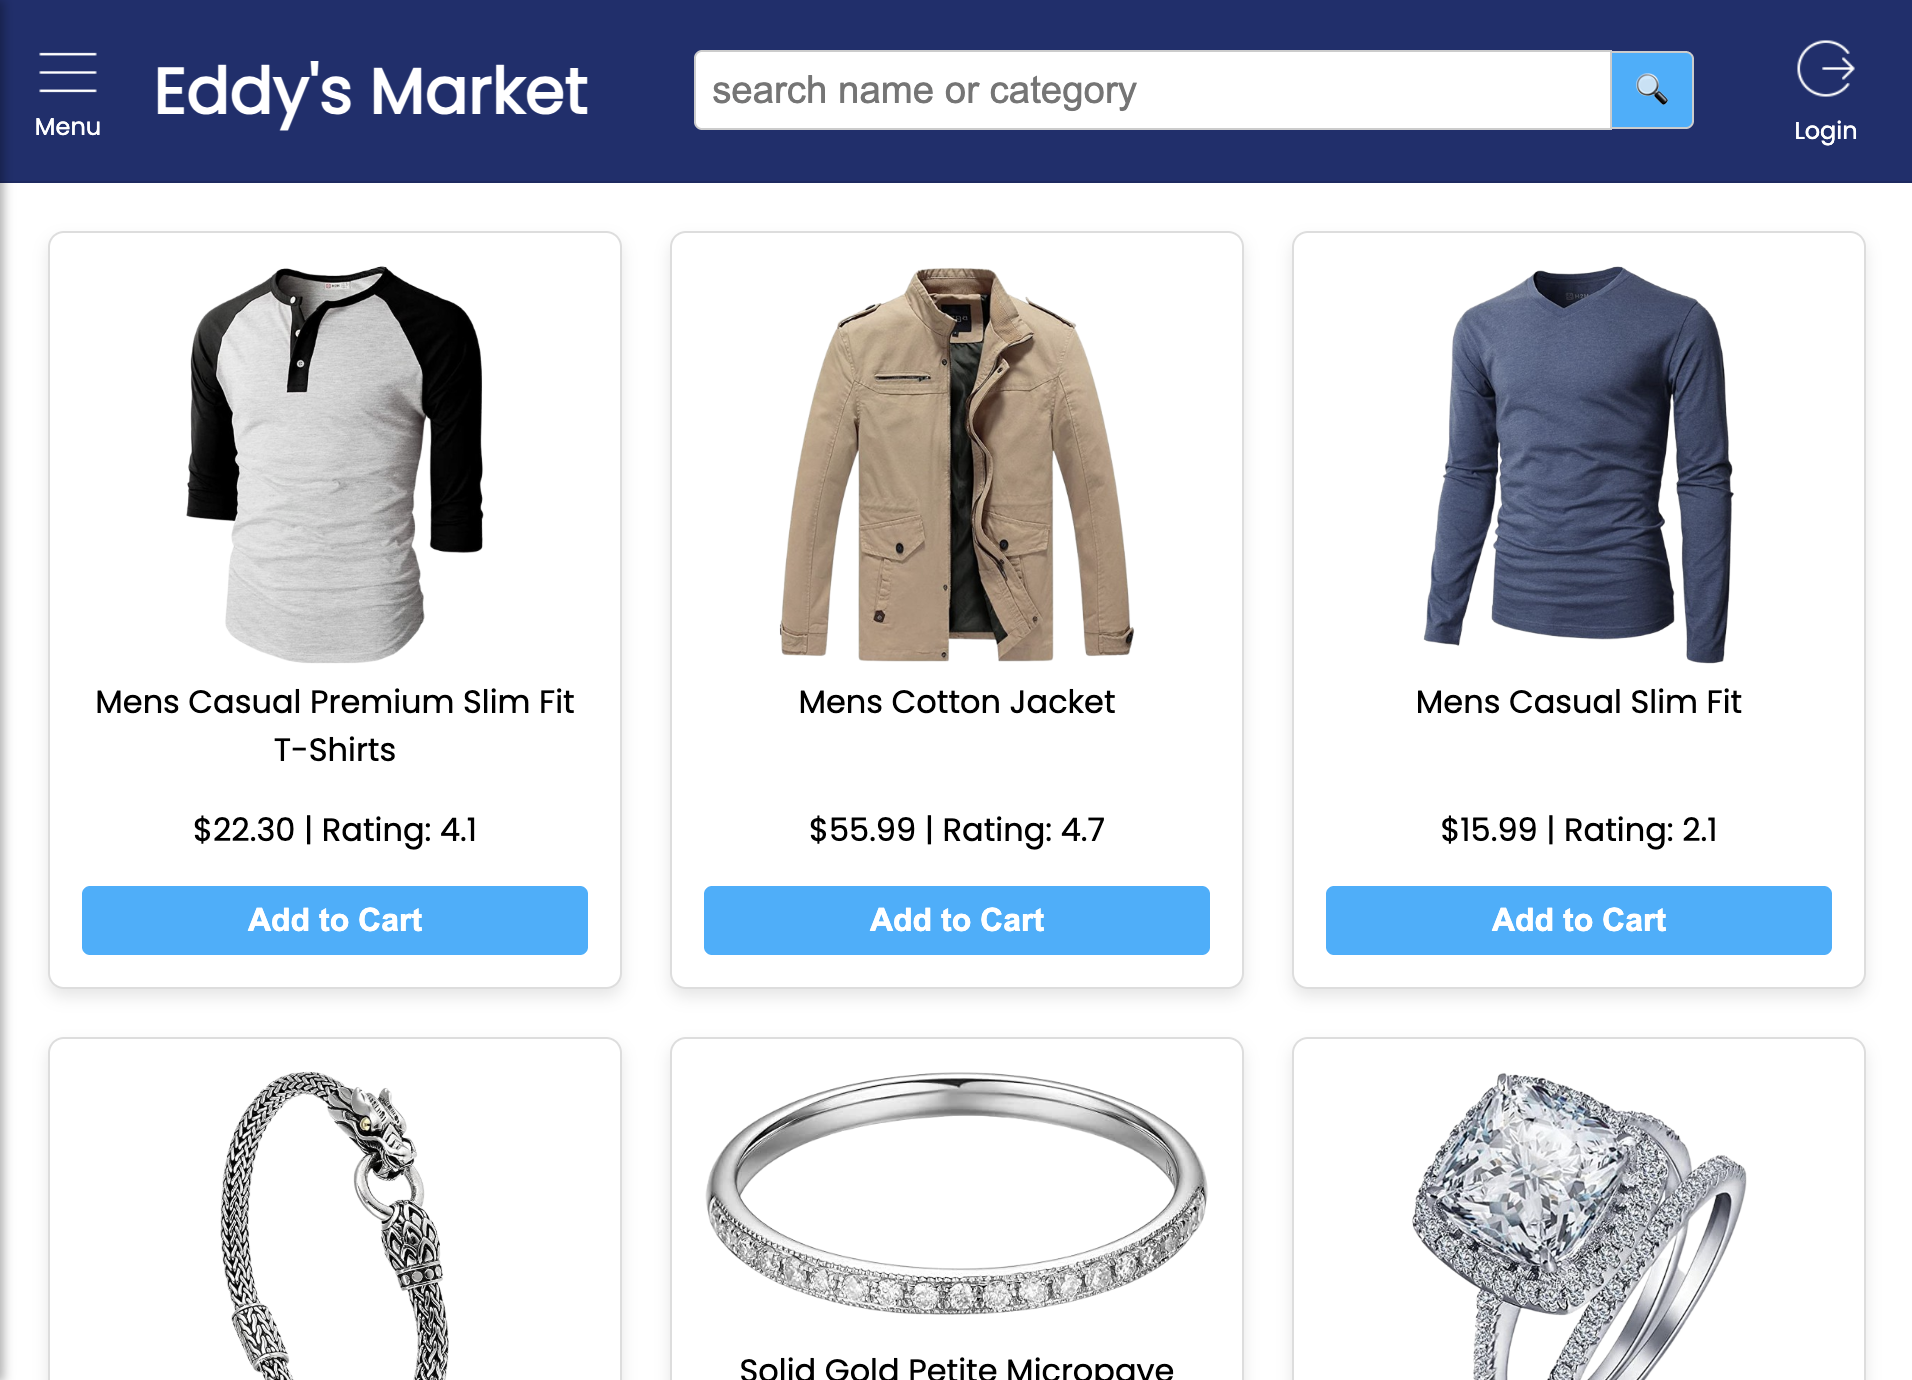 Menu
Eddy's Market
search name or category
Login
Mens Casual Premium Slim Fit
T-Shirts
$22.30 | Rating: 4.1
Add to Cart
Mens Cotton Jacket
$55.99 | Rating: 4.7
Add to Cart
Mens Casual Slim Fit
$15.99 | Rating: 2.1
Add to Cart
Solid Gold Petite Micropave